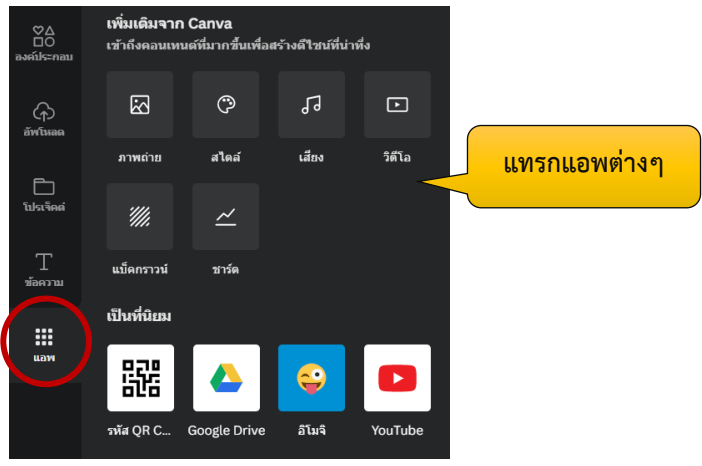 องค์ประกอบ
อัพโหลด
โปรเจ็คต์
ข้อความ
แอพ
เพิ่มเติมจาก Canva
เข้าถึงคอนเทนต์ที่มากขึ้นเพื่อสร้างดีไซน์ที่น่าทึ่ง
ภาพถ่าย
สไตล์
เสียง
วิดีโอ
แบ็คกราวน์
ชาร์ต
เป็นที่นิยม
รหัส QR C...
Google Drive
อีโมจิ
YouTube
แทรกแอพต่างๆ